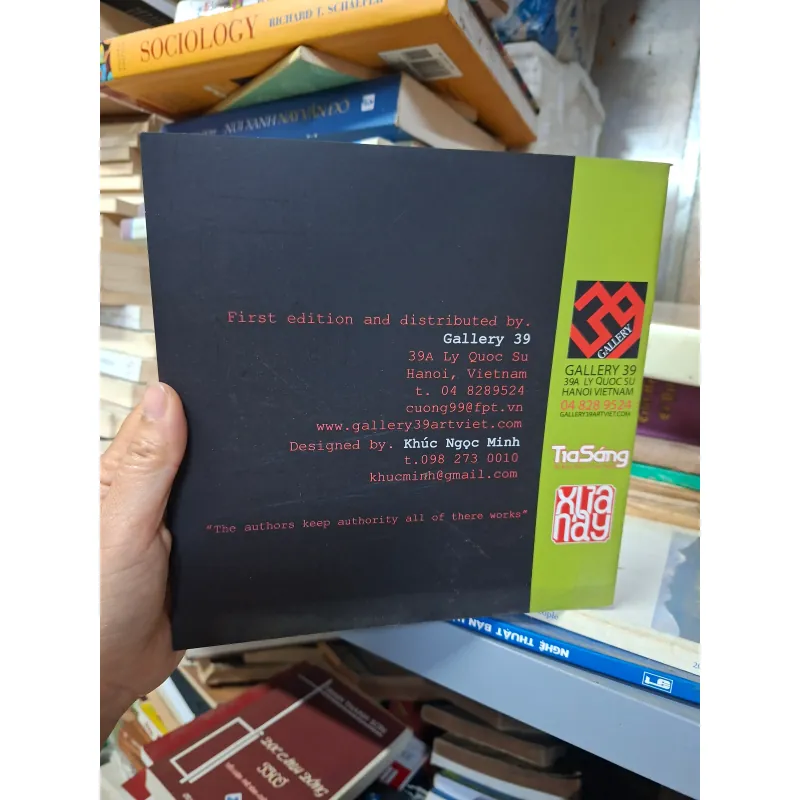 SOCIOLOGY
RICHARD T. SCHAEFER
First edition and distributed by.
Gallery 39
39A Ly Quoc Su
Hanoi, Vietnam
t. 04 8289524
cuong99@fpt.vn
www.gallery39artviet.com
Designed by. Khúc Ngọc Minh
t.098 273 0010
khucminh@gmail.com
"The authors keep authority all of there works"
GALLERY
GALLERY 39
39A LY QUOC SU
HANOI VIETNAM
04 828 9524
GALLERY39ARTVIET.COM
TiaSáng
XƯA
NAY
NGHỆ THUẬT BÁN